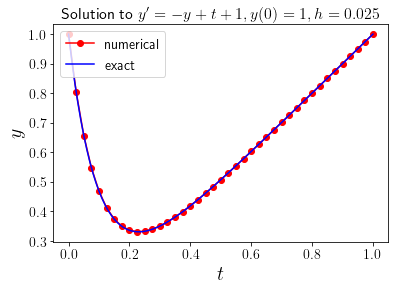 Solution to y′ = −y + t + 1, y(0) = 1, h = 0.025
numerical
exact
y
1.0
0.9
0.8
0.7
0.6
0.5
0.4
0.3
0.0 0.2 0.4 0.6 0.8 1.0
t